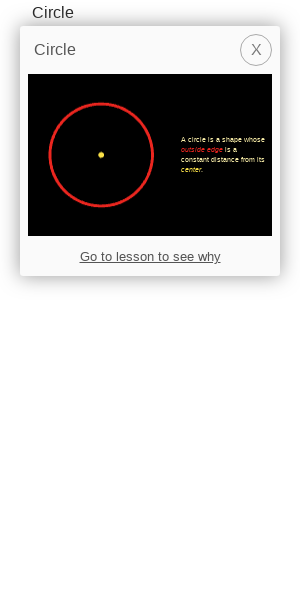 Circle
Circle
X
A circle is a shape whose
outside edge is a
constant distance from its
center.
Go to lesson to see why